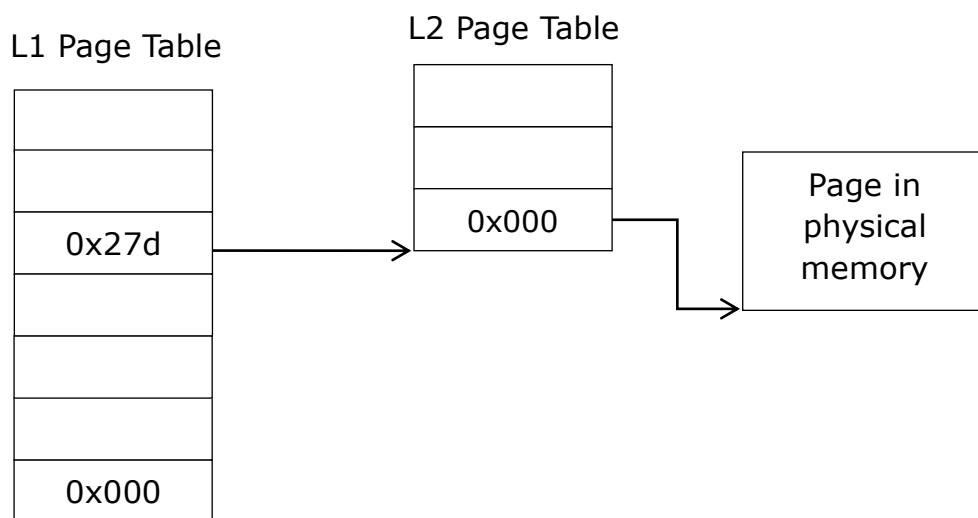 L1 Page Table
L2 Page Table
0x27d
0x000
0x000
Page in
physical
memory